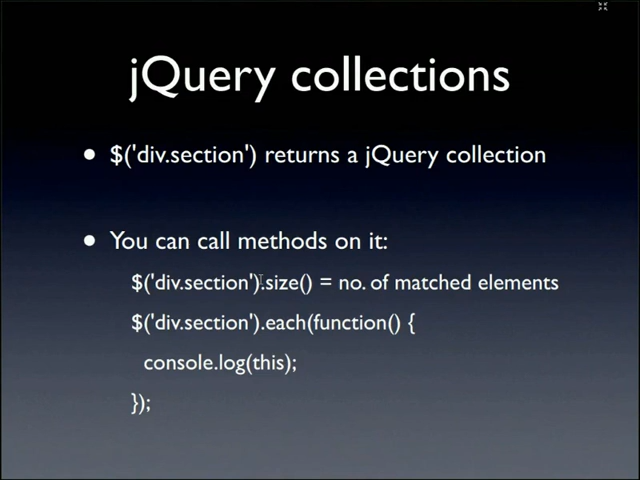 jQuery collections
• $('div.section') returns a jQuery collection
• You can call methods on it:
$('div.section').size() = no. of matched elements
$('div.section').each(function() {
console.log(this);
});